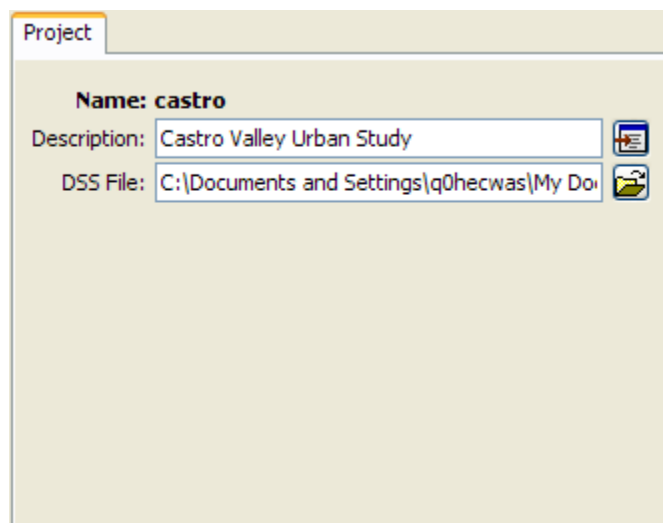 Project
Name: castro
Description: Castro Valley Urban Study
DSS File: C:\Documents and Settings\q0hecwas\My Do